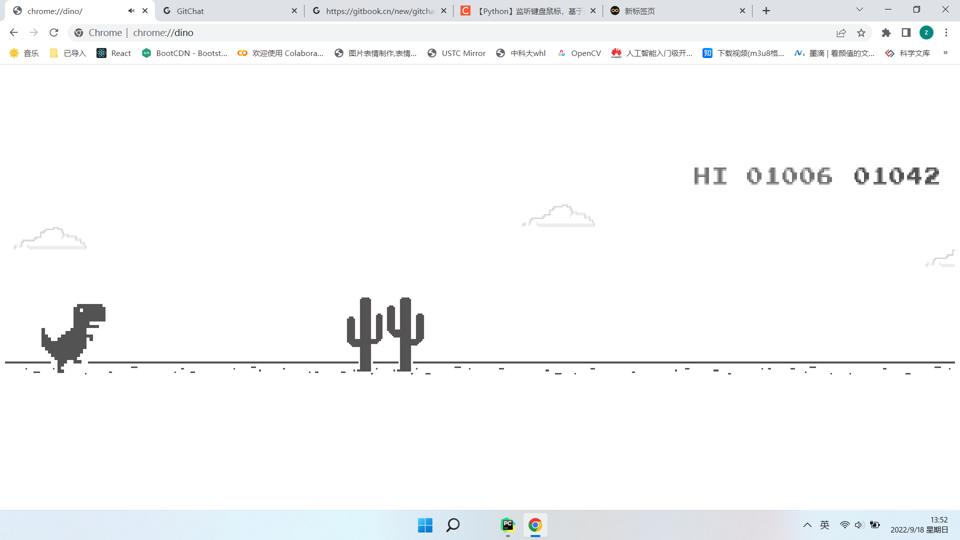 chrome://dino/
GitChat
https://gitbook.cn/new/gitcha
【Python】监听键盘鼠标，基于
新标签页
Chrome | chrome://dino
z
音乐
已导入
React
BootCDN - Bootst...
欢迎使用 Colabora...
图片表情制作,表情...
USTC Mirror
中科大whl
OpenCV
人工智能入门极开...
知 下载视频(m3u8格...
墨滴 | 看颜值的文...
科学文库
»
HI 01006 01042
PC
英
13:52
2022/9/18 星期日